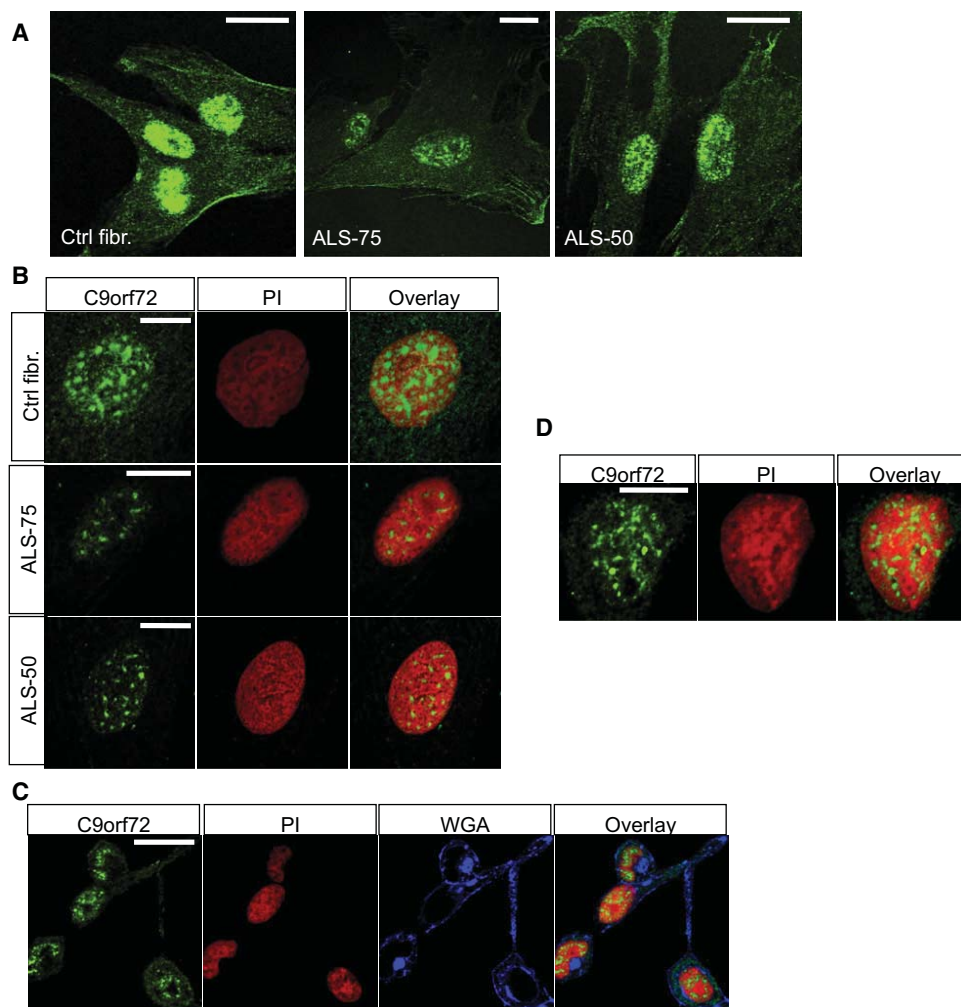 A
Ctrl fibr.
ALS-75
ALS-50
B
C9orf72
PI
Overlay
Ctrl fibr.
ALS-75
ALS-50
D
C9orf72
PI
Overlay
C
C9orf72
PI
WGA
Overlay